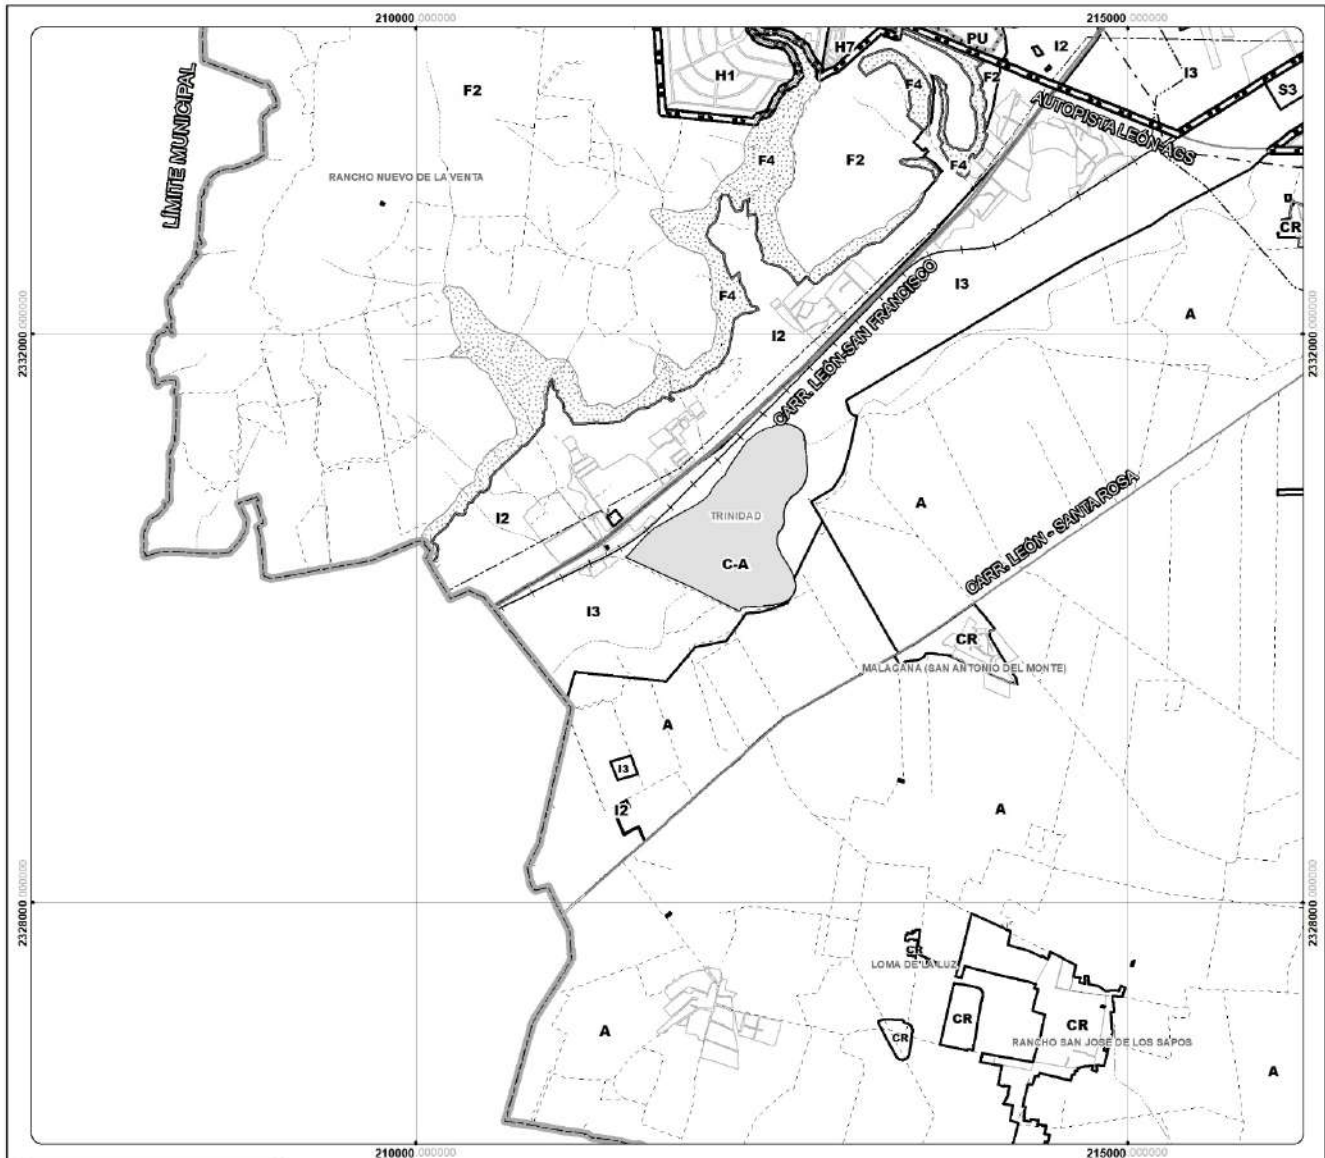 210000.000000
215000.000000
PU
I2
H7
I3
H1
F4
F2
S3
F2
LÍMITE MUNICIPAL
AUTOPISTA LEÓN-AGS
F4
F2
F4
RANCHO NUEVO DE LA VENTA
CR
I3
F4
A
2332000.000000
I2
2332000.000000
CARR. LEÓN-SAN FRANCISCO
A
I2
TRINIDAD
CARR. LEÓN - SANTA ROSA
C-A
I3
CR
MALAGANA (SAN ANTONIO DEL MONTE)
A
I3
I2
A
2328000.000000
2328000.000000
CR
LOMA DE LA LUZ
CR
CR
A
CR
RANCHO SAN JOSE DE LOS SAPOS
A
210000.000000
215000.000000